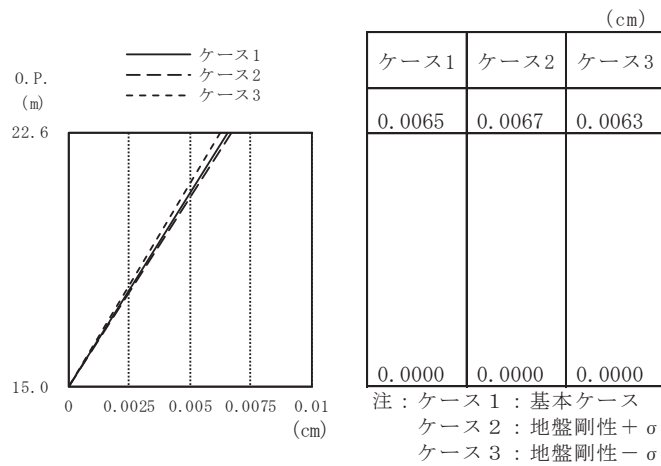 ケース1
ケース2
ケース3
O.P.
(m)
22.6
15.0
0 0.0025 0.005 0.0075 0.01
(cm)
(cm)
ケース1 ケース2 ケース3
0.0065 0.0067 0.0063
0.0000 0.0000 0.0000
注：ケース１：基本ケース
ケース２：地盤剛性＋σ
ケース３：地盤剛性－σ